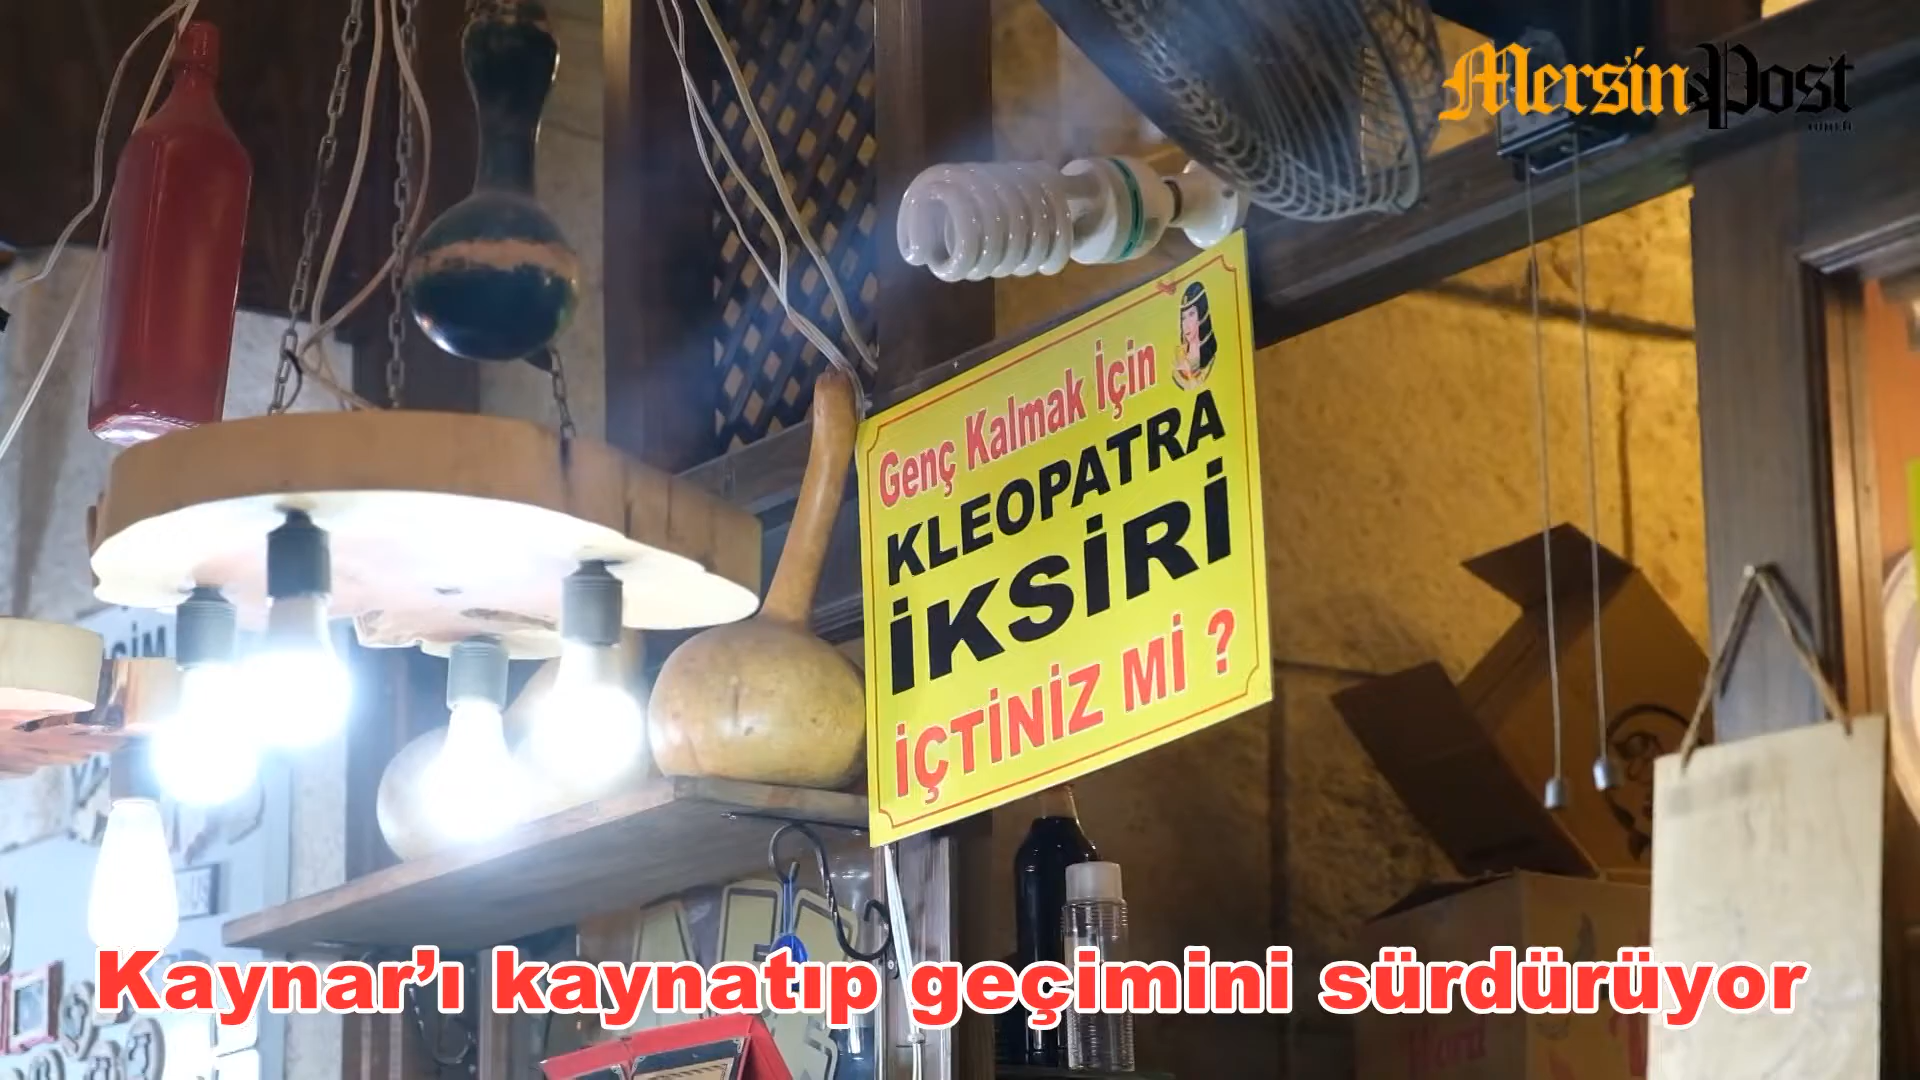 MersinPost
Genç Kalmak İçin
KLEOPATRA
İKSİRİ
İÇTİNİZ Mİ ?
Kaynar’ı kaynatıp geçimini sürdürüyor